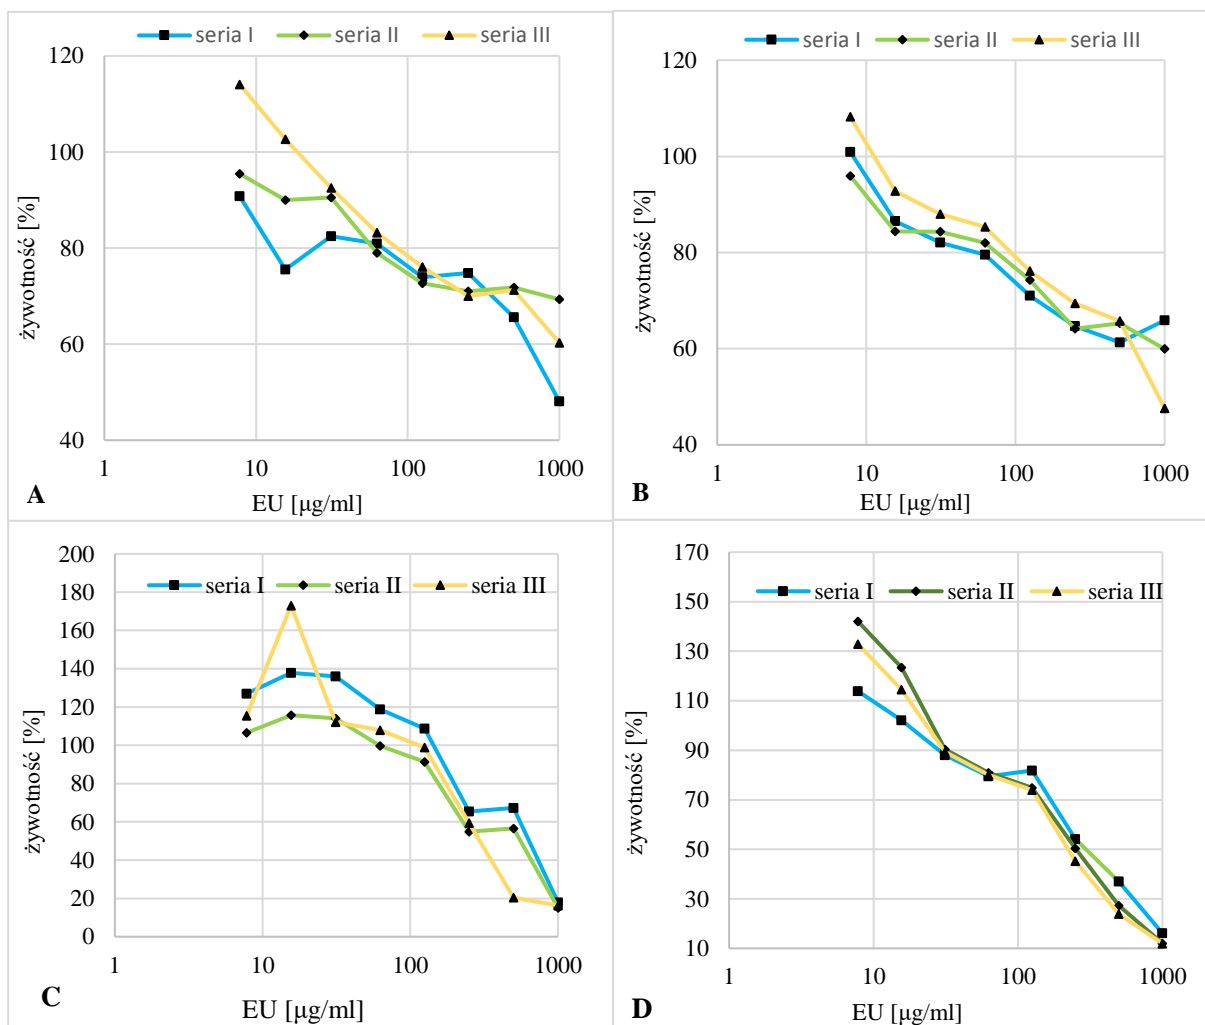 seria I seria II seria III
120
100
80
60
40
żywotność [%]
1 10 100 1000
EU [µg/ml]
A
seria I seria II seria III
120
100
80
60
40
żywotność [%]
1 10 100 1000
EU [µg/ml]
B
200
180
160
140
120
100
80
60
40
20
0
seria I seria II seria III
żywotność [%]
1 10 100 1000
EU [µg/ml]
C
170
150
130
110
90
70
50
30
10
seria I seria II seria III
żywotność [%]
1 10 100 1000
EU [µg/ml]
D